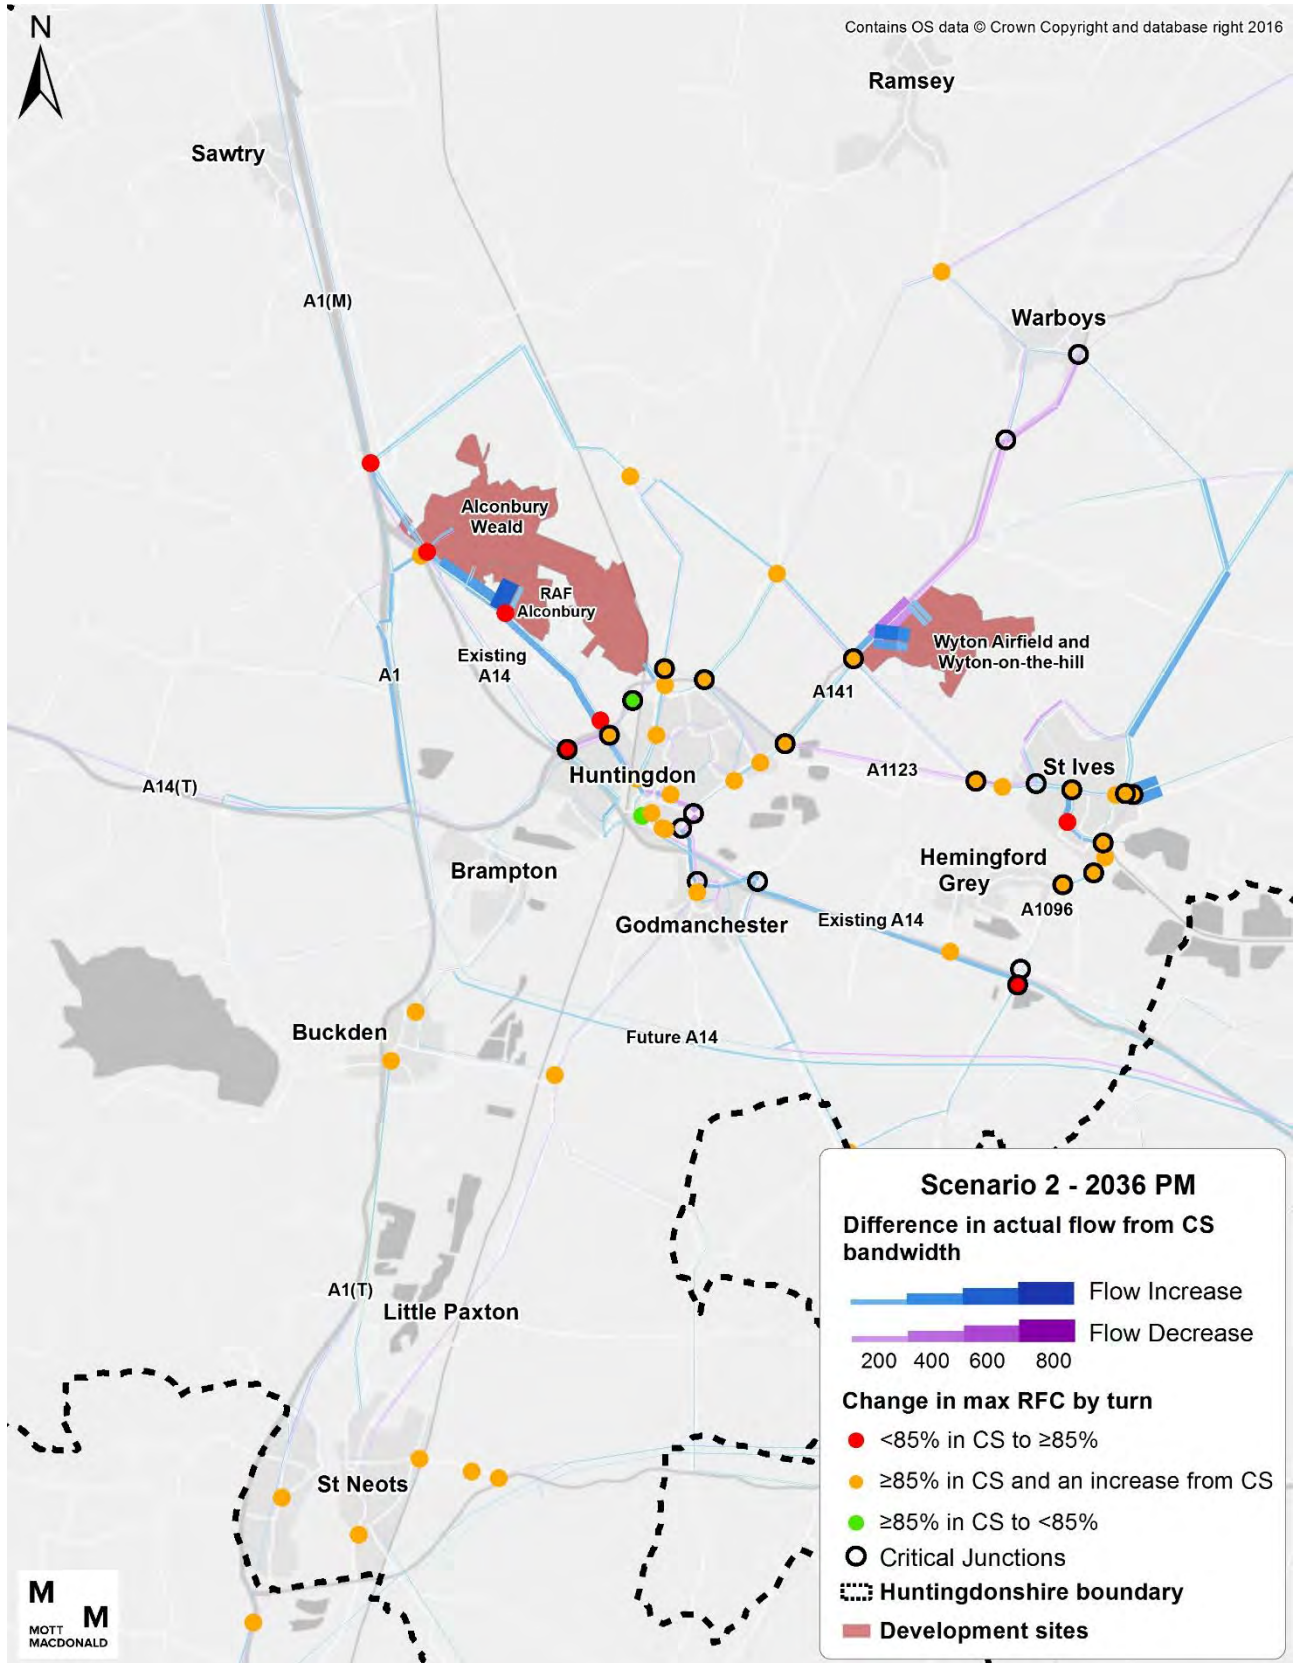 N
Contains OS data © Crown Copyright and database right 2016
Ramsey
Sawtry
A1(M)
Warboys
Alconbury
Weald
RAF
Alconbury
Wyton Airfield and
Wyton-on-the-hill
Existing
A14
A1
A141
A14(T)
Huntingdon
A1123
St Ives
Brampton
Hemingford
Grey
A1096
Godmanchester
Existing A14
Buckden
Future A14
A1(T)
Little Paxton
St Neots
Scenario 2 - 2036 PM
Difference in actual flow from CS
bandwidth
Flow Increase
Flow Decrease
200 400 600 800
Change in max RFC by turn
<85% in CS to ≥85%
≥85% in CS and an increase from CS
≥85% in CS to <85%
Critical Junctions
Huntingdonshire boundary
Development sites
M
M
MOTT
MACDONALD